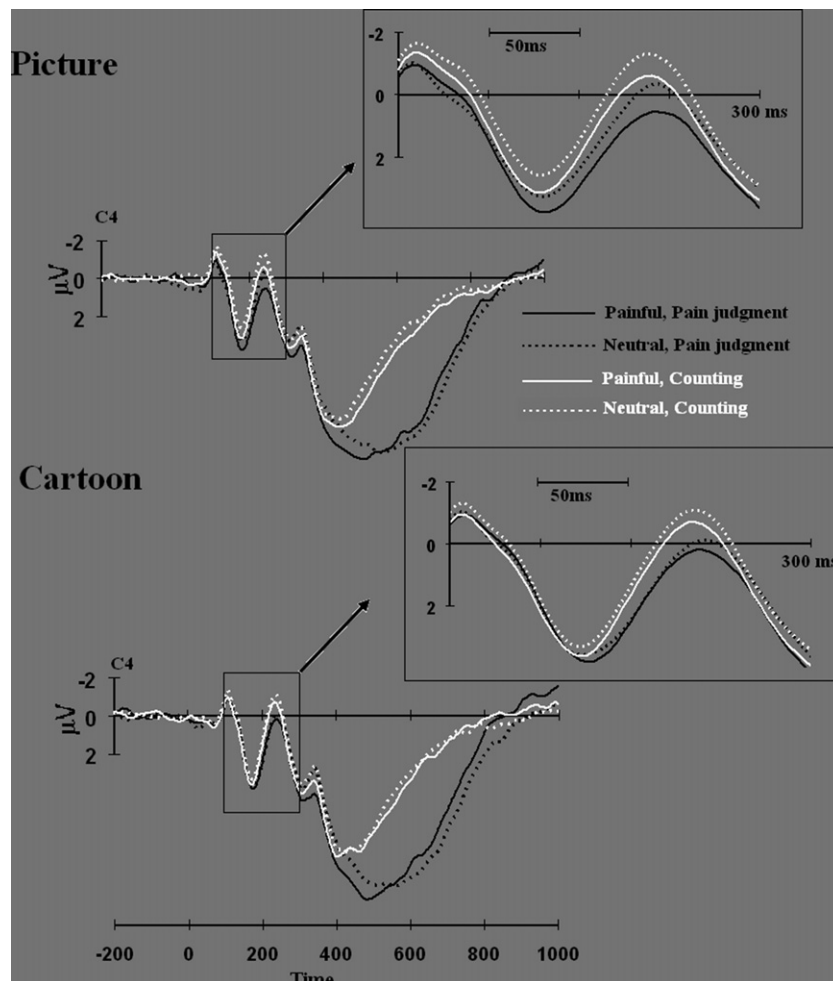 Picture
-2
0
2
50ms
300 ms
C4
-2
0
2
µV
Painful, Pain judgment
Neutral, Pain judgment
Painful, Counting
Neutral, Counting
Cartoon
-2
0
2
50ms
300 ms
C4
-2
0
2
µV
-200 0 200 400 600 800 1000
Time